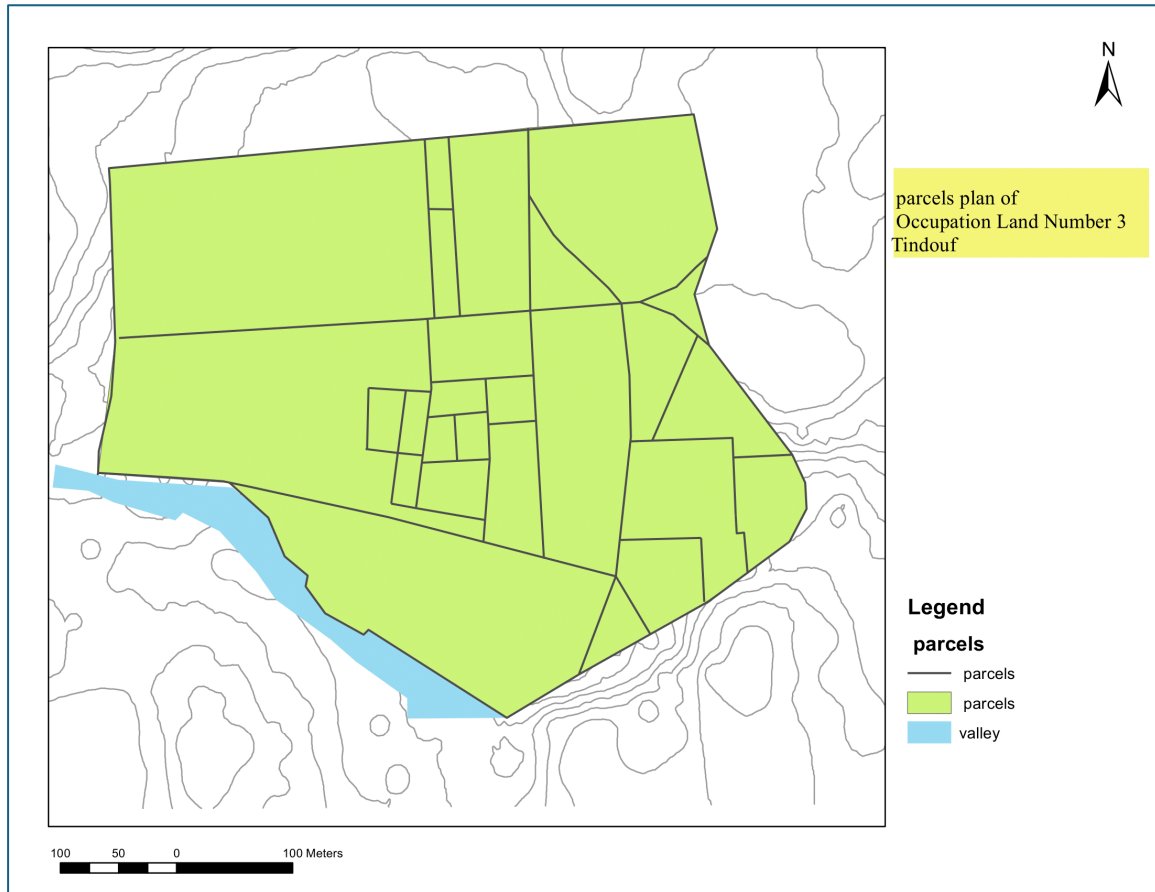 N
parcels plan of
Occupation Land Number 3
Tindouf
Legend
parcels
parcels
parcels
valley
100 50 0 100 Meters